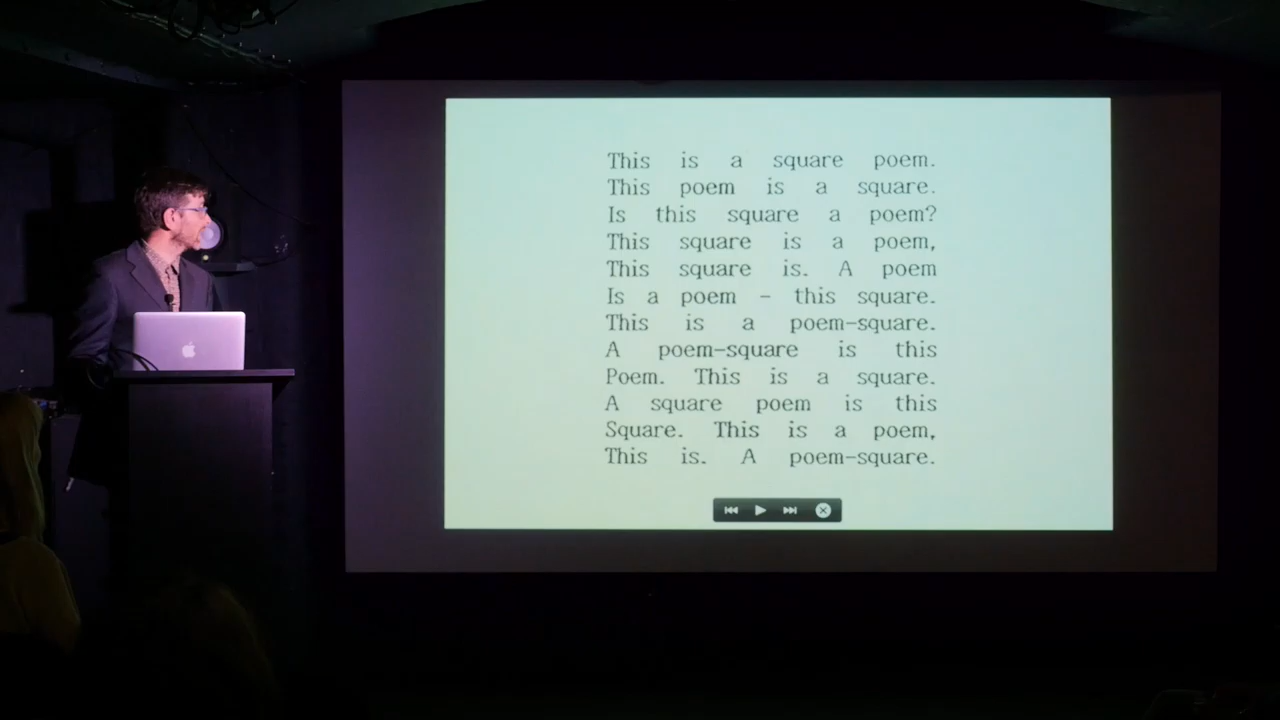 This is a square poem.
This poem is a square.
Is this square a poem?
This square is a poem,
This square is. A poem
Is a poem - this square.
This is a poem-square.
A poem-square is this
Poem. This is a square.
A square poem is this
Square. This is a poem,
This is. A poem-square.